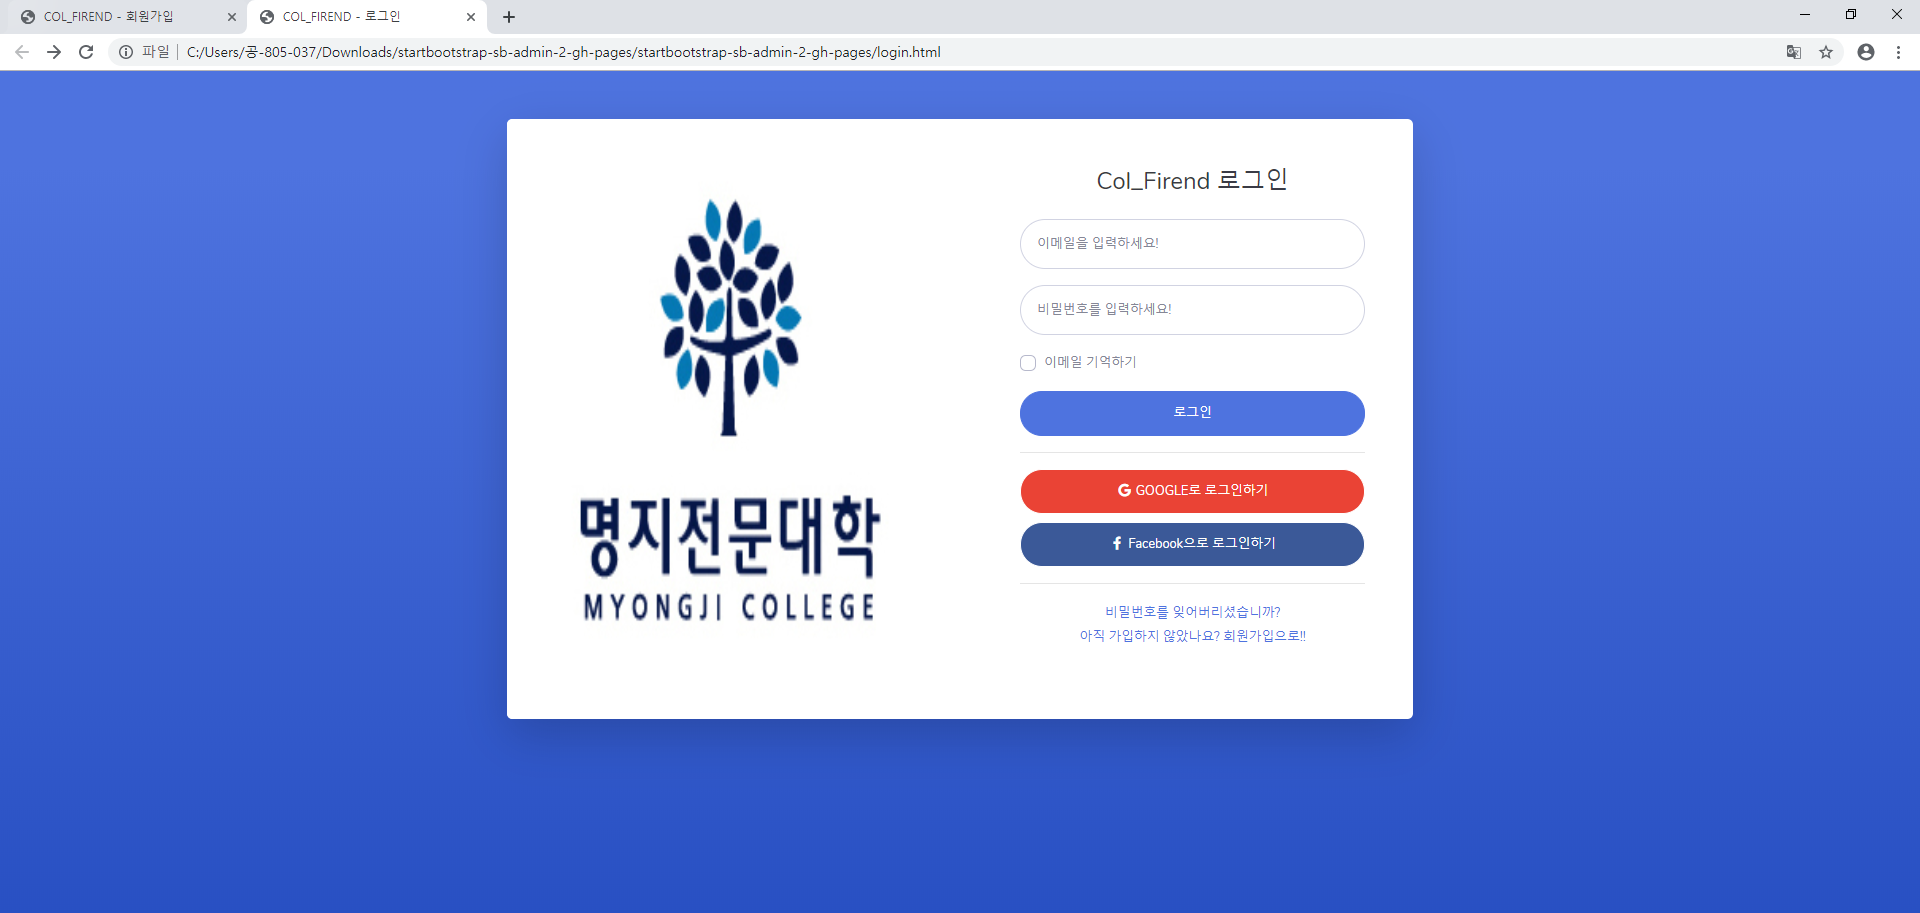 COL_FIREND - 회원가입
COL_FIREND - 로그인
파일
C:/Users/공-805-037/Downloads/startbootstrap-sb-admin-2-gh-pages/startbootstrap-sb-admin-2-gh-pages/login.html
명지전문대학
MYONGJI COLLEGE
Col_Firend 로그인
이메일을 입력하세요!
비밀번호를 입력하세요!
이메일 기억하기
로그인
GOOGLE로 로그인하기
Facebook으로 로그인하기
비밀번호를 잊어버리셨습니까?
아직 가입하지 않았나요? 회원가입으로!!